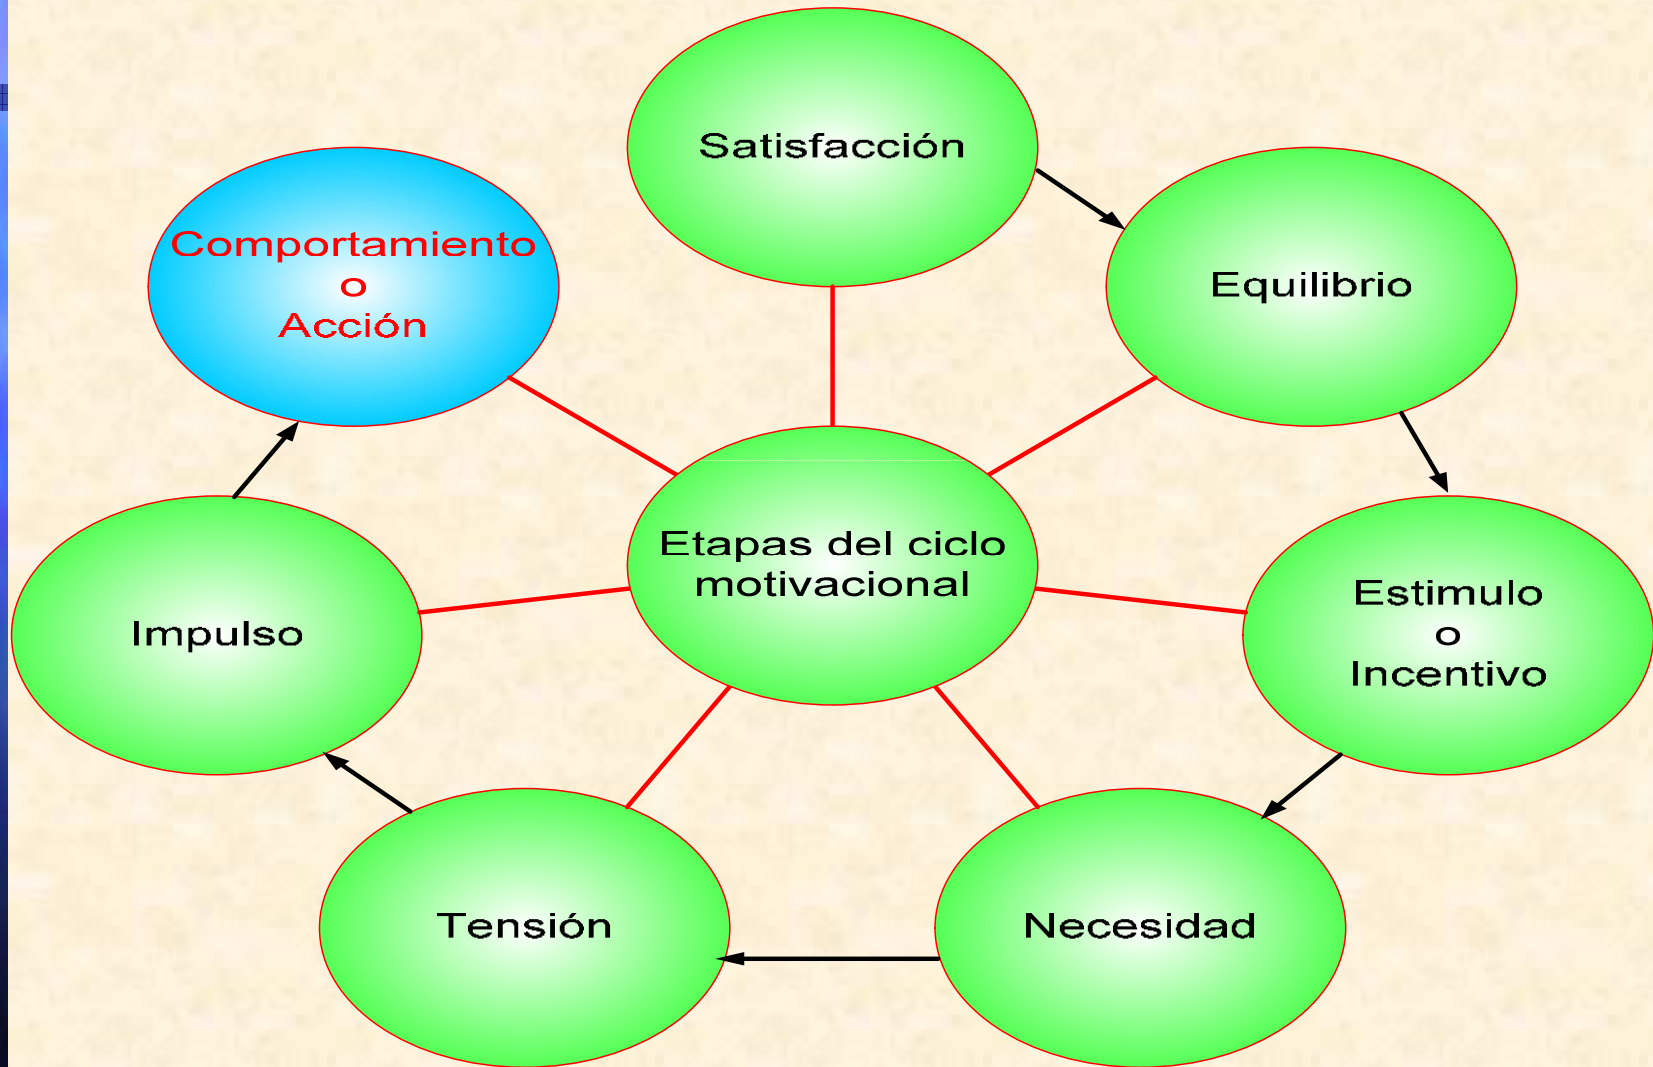 Satisfacción
Comportamiento
o
Acción
Equilibrio
Etapas del ciclo
motivacional
Estimulo
o
Incentivo
Impulso
Tensión
Necesidad